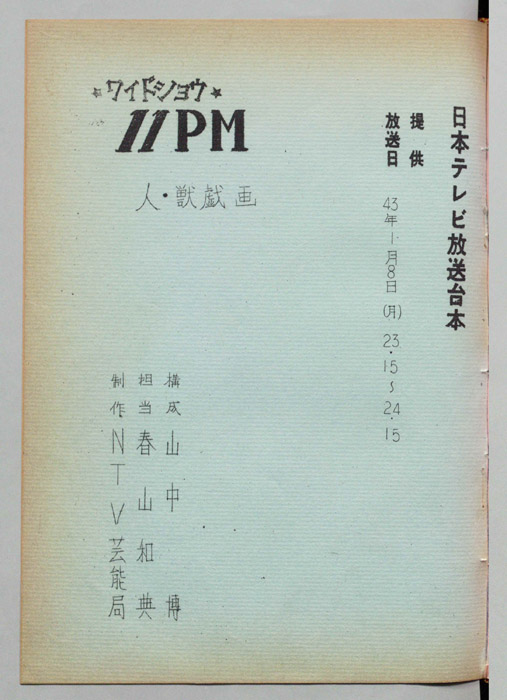 日本テレビ放送台本
提供
放送日 43年1月8日(月) 23.15~24.15
★ワイドショウ★
11PM
人・獣戯画
構成 山中 博
担当 春山和典
制作 NTV芸能局